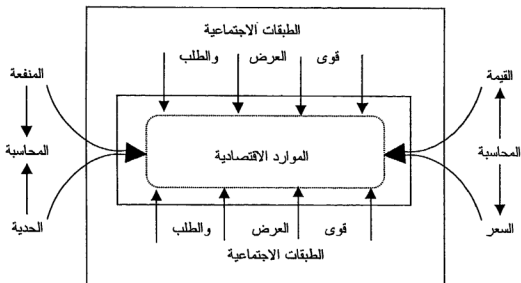 الطبقات الاجتماعية
قوى العرض والطلب
القيمة
المحاسبة
السعر
الموارد الاقتصادية
المنفعة
المحاسبة
الحدية
قوى العرض والطلب
الطبقات الاجتماعية